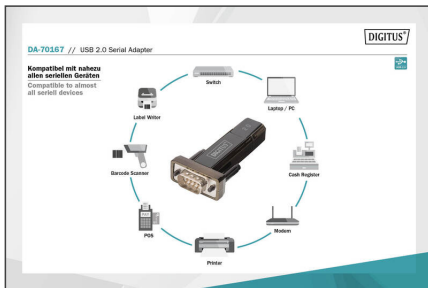 DIGITUS®
DA-70167 // USB 2.0 Serial Adapter
Kompatibel mit nahezu
allen seriellen Geräten
Compatible to almost
all seriell devices
Switch
Label Writer
Laptop / PC
Barcode Scanner
DIGITUS
Cash Register
POS
Modem
Printer